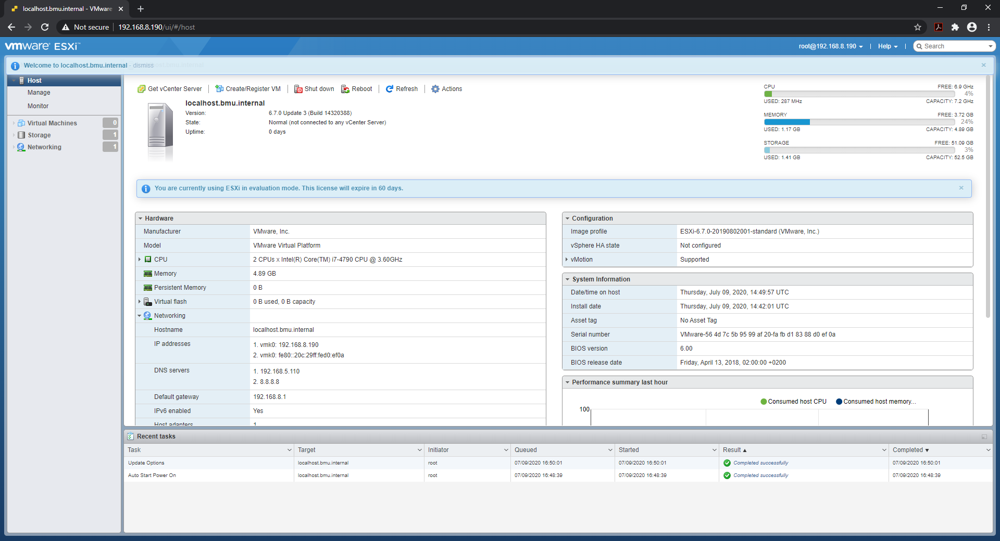 localhost.bmu.internal - VMware
Not secure 192.168.8.190/ui/#/host
vmware ESXi™
root@192.168.8.190 | Help | Search
Welcome to localhost.bmu.internal - dismiss
Host
Manage
Monitor
Virtual Machines 0
Storage 1
Networking 1
Get vCenter Server | Create/Register VM | Shut down Reboot | Refresh | Actions
localhost.bmu.internal
Version: 6.7.0 Update 3 (Build 14320388)
State: Normal (not connected to any vCenter Server)
Uptime: 0 days
CPU FREE: 6.9 GHz
4%
USED: 287 MHz CAPACITY: 7.2 GHz
MEMORY FREE: 3.72 GB
24%
USED: 1.17 GB CAPACITY: 4.89 GB
STORAGE FREE: 51.09 GB
3%
USED: 1.41 GB CAPACITY: 52.5 GB
You are currently using ESXi in evaluation mode. This license will expire in 60 days.
Hardware
Manufacturer VMware, Inc.
Model VMware Virtual Platform
CPU 2 CPUs x Intel(R) Core(TM) i7-4790 CPU @ 3.60GHz
Memory 4.89 GB
Persistent Memory 0 B
Virtual flash 0 B used, 0 B capacity
Networking
Hostname localhost.bmu.internal
IP addresses 1. vmk0: 192.168.8.190
2. vmk0: fe80::20c:29ff:fed0:ef0a
DNS servers 1. 192.168.5.110
2. 8.8.8.8
Default gateway 192.168.8.1
IPv6 enabled Yes
Host adapters 1
Configuration
Image profile ESXi-6.7.0-20190802001-standard (VMware, Inc.)
vSphere HA state Not configured
vMotion Supported
System Information
Date/time on host Thursday, July 09, 2020, 14:49:57 UTC
Install date Thursday, July 09, 2020, 14:42:01 UTC
Asset tag No Asset Tag
Serial number VMware-56 4d 7c 5b 95 99 af 20-fa fb d1 83 88 d0 ef 0a
BIOS version 6.00
BIOS release date Friday, April 13, 2018, 02:00:00 +0200
Performance summary last hour
Consumed host CPU Consumed host memory...
100
Recent tasks
Task Target Initiator Queued Started Result Completed
Update Options localhost.bmu.internal root 07/09/2020 16:50:01 07/09/2020 16:50:01 Completed successfully 07/09/2020 16:50:01
Auto Start Power On localhost.bmu.internal root 07/09/2020 16:48:39 07/09/2020 16:48:39 Completed successfully 07/09/2020 16:48:39